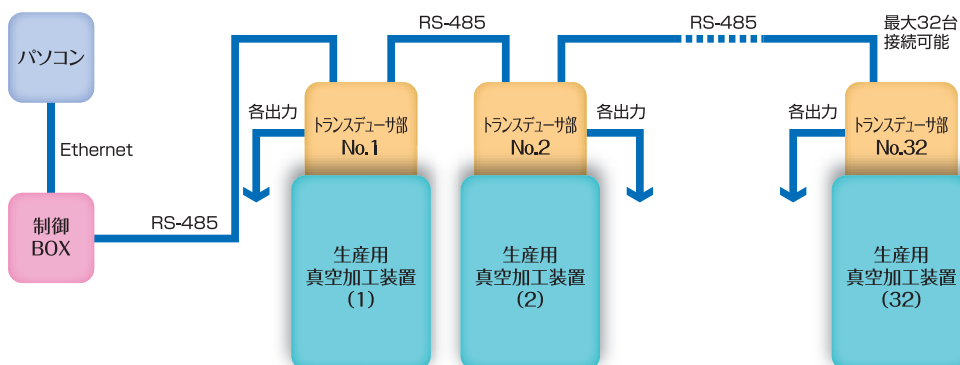 パソコン
Ethernet
制御
BOX
RS-485
RS-485
RS-485
最大32台
接続可能
各出力
トランスデューサ部
No.1
トランスデューサ部
No.2
各出力
各出力
トランスデューサ部
No.32
生産用
真空加工装置
(1)
生産用
真空加工装置
(2)
生産用
真空加工装置
(32)